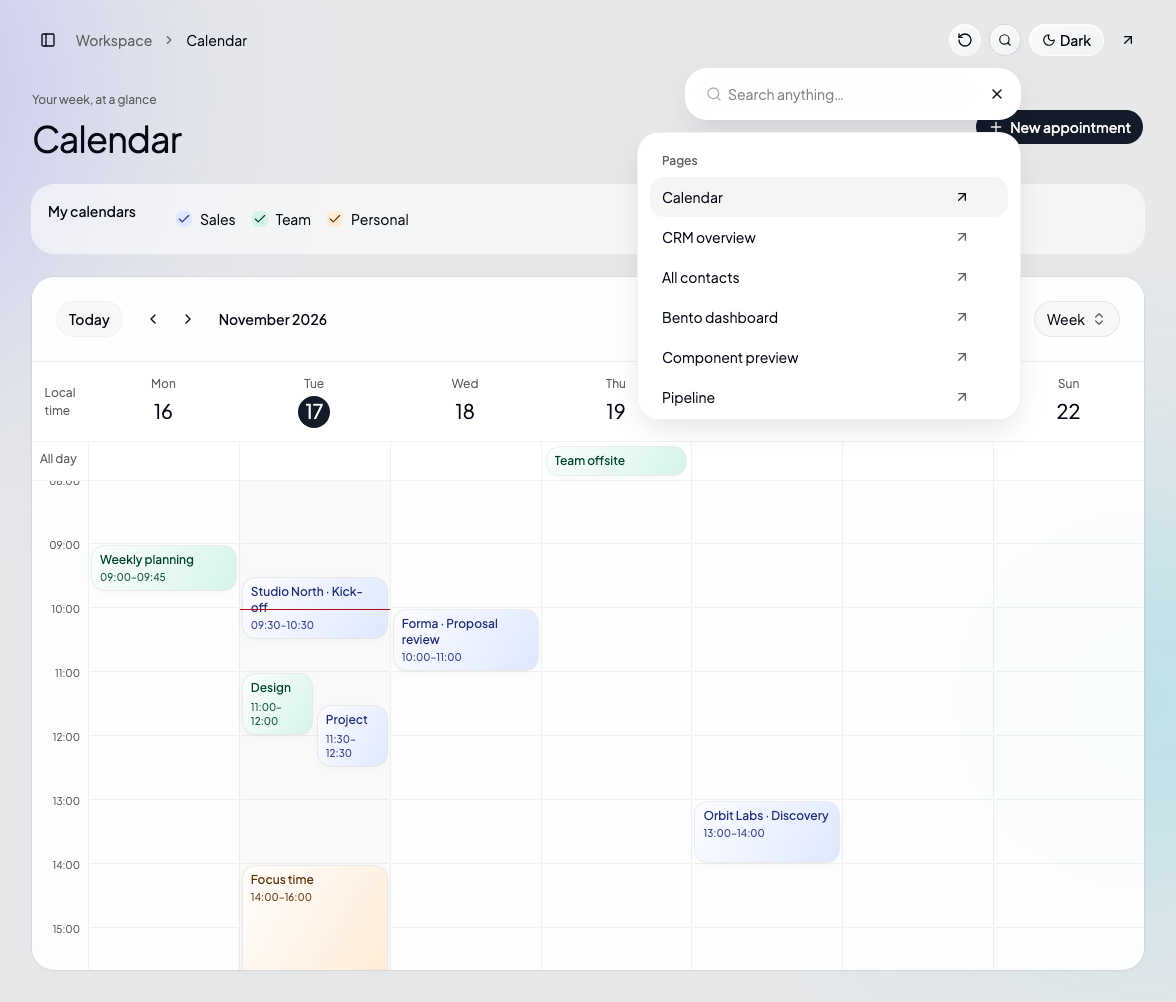 Workspace
Calendar
Dark
Search anything...
Your week, at a glance
Calendar
New appointment
Pages
Calendar
CRM overview
All contacts
Bento dashboard
Component preview
Pipeline
My calendars
Sales
Team
Personal
Today
November 2026
Week
Local
time
Mon
16
Tue
17
Wed
18
Thu
19
Sun
22
All day
Team offsite
08:00
09:00
Weekly planning
09:00–09:45
Studio North · Kick-
off
09:30–10:30
10:00
Forma · Proposal
review
10:00–11:00
11:00
Design
11:00–
12:00
Project
11:30–
12:30
12:00
13:00
Orbit Labs · Discovery
13:00–14:00
14:00
Focus time
14:00–16:00
15:00